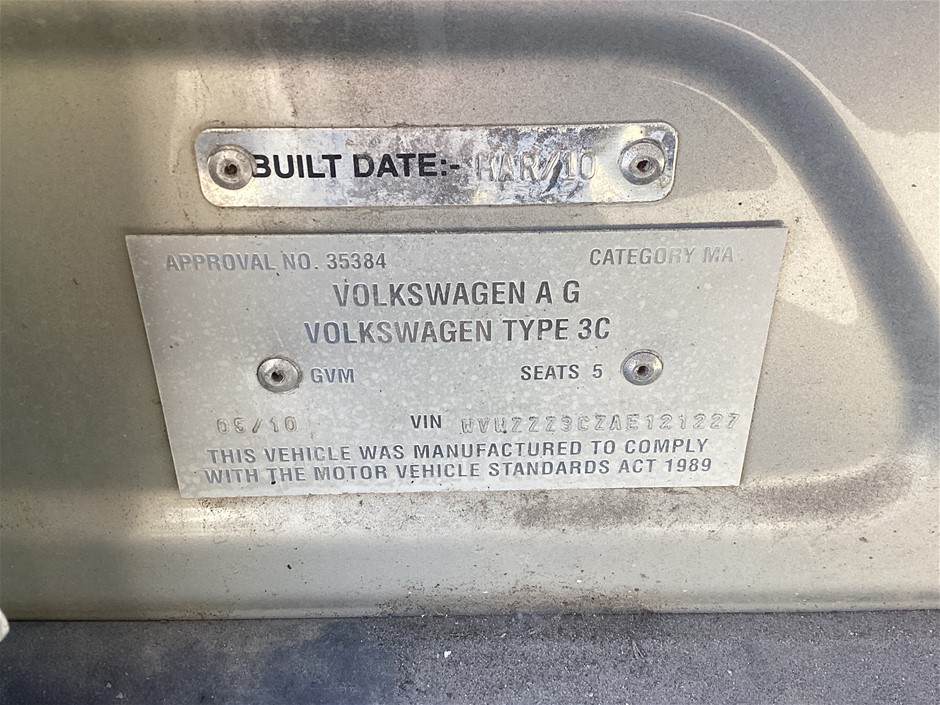 BUILT DATE:- MAR/10
APPROVAL NO. 35384 CATEGORY MA
VOLKSWAGEN A G
VOLKSWAGEN TYPE 3C
GVM SEATS 5
/10 VIN WVWZZZ3CZAE121227
THIS VEHICLE WAS MANUFACTURED TO COMPLY
WITH THE MOTOR VEHICLE STANDARDS ACT 1989